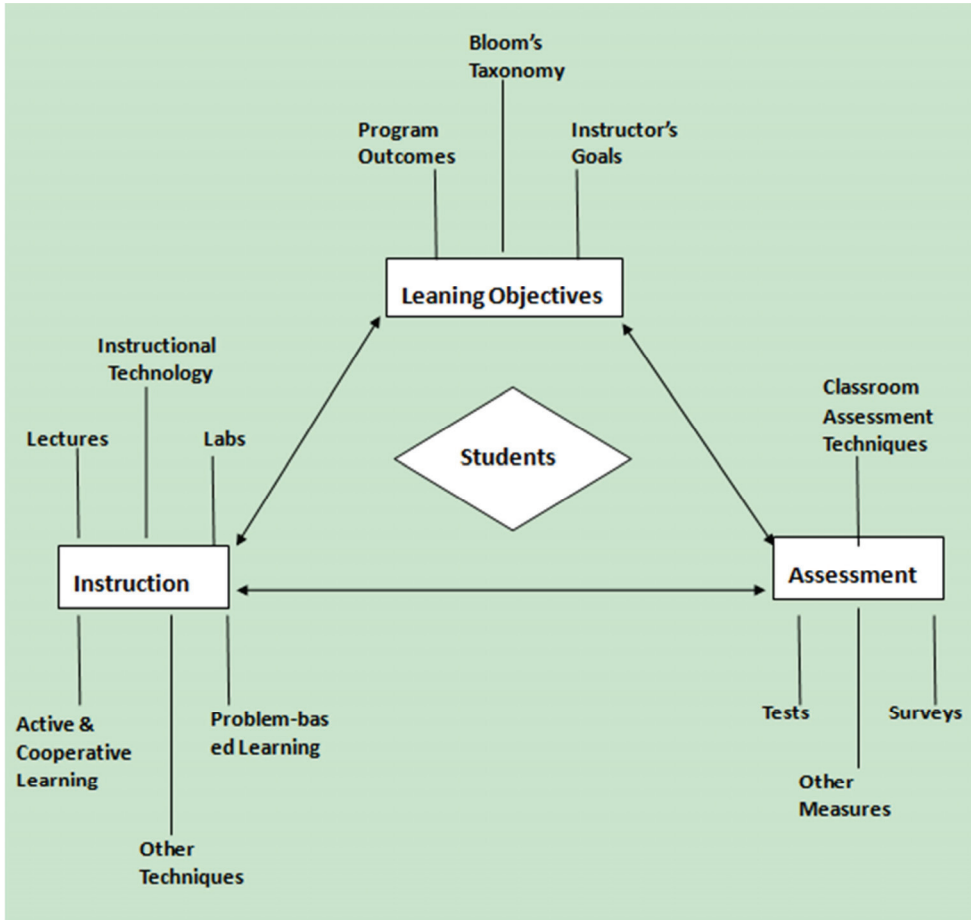 Bloom's
Taxonomy
Program
Outcomes
Instructor's
Goals
Leaning Objectives
Instructional
Technology
Lectures
Labs
Students
Classroom
Assessment
Techniques
Instruction
Assessment
Active &
Cooperative
Learning
Problem-bas
ed Learning
Other
Techniques
Tests
Surveys
Other
Measures